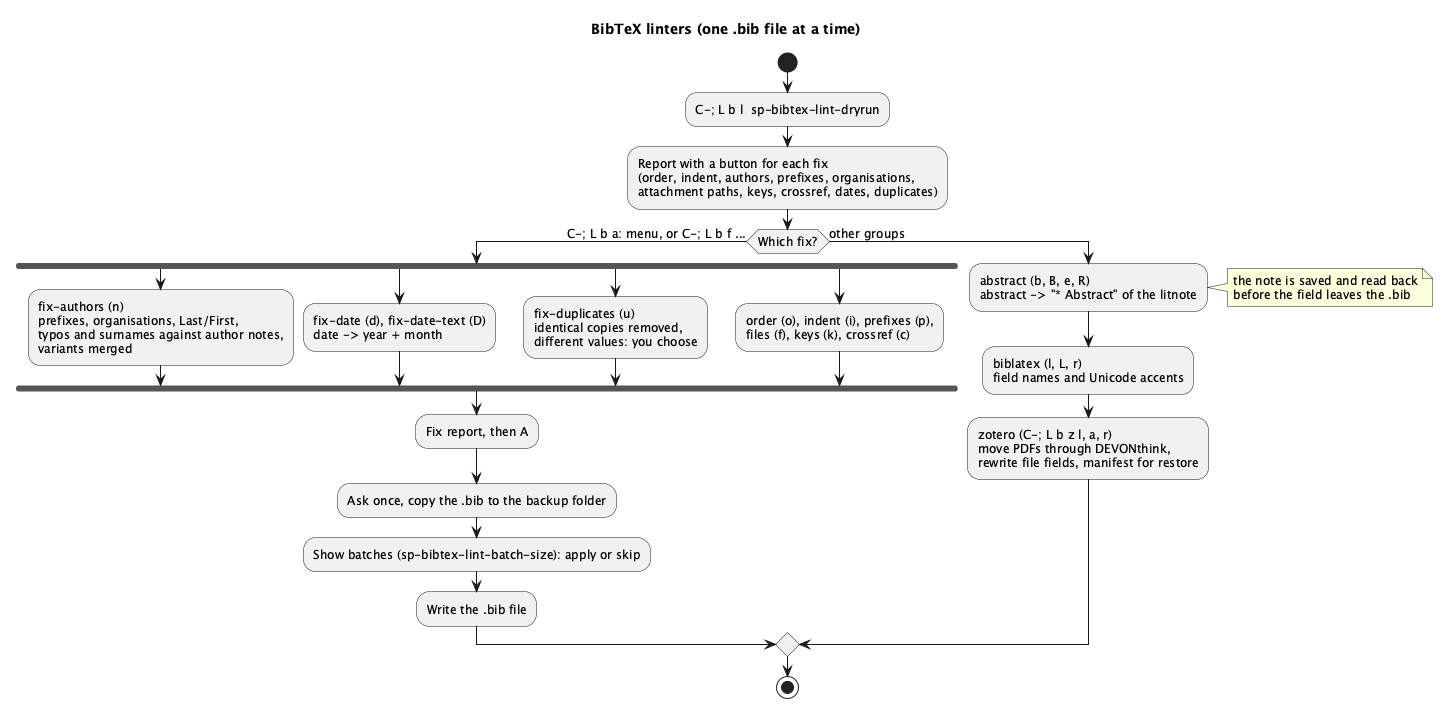 BibTeX linters (one .bib file at a time)
C-; L b l  sp-bibtex-lint-dryrun
Report with a button for each fix
(order, indent, authors, prefixes, organisations,
attachment paths, keys, crossref, dates, duplicates)
C-; L b a: menu, or C-; L b f ...
Which fix?
other groups
fix-authors (n)
prefixes, organisations, Last/First,
typos and surnames against author notes,
variants merged
fix-date (d), fix-date-text (D)
date -> year + month
fix-duplicates (u)
identical copies removed,
different values: you choose
order (o), indent (i), prefixes (p),
files (f), keys (k), crossref (c)
Fix report, then A
Ask once, copy the .bib to the backup folder
Show batches (sp-bibtex-lint-batch-size): apply or skip
Write the .bib file
abstract (b, B, e, R)
abstract -> "* Abstract" of the litnote
the note is saved and read back
before the field leaves the .bib
biblatex (l, L, r)
field names and Unicode accents
zotero (C-; L b z l, a, r)
move PDFs through DEVONthink,
rewrite file fields, manifest for restore